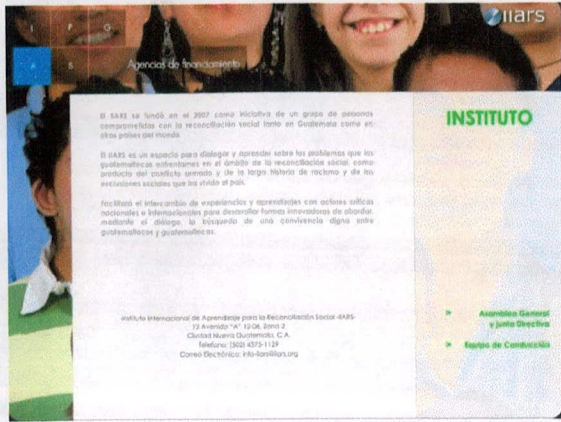 iiars
I P G
A S Agencias de financiamiento
INSTITUTO
El IIARS se fundó en el 2007 como iniciativa de un grupo de personas
comprometidas con la reconciliación social tanto en Guatemala como en
otros países del mundo.
El IIARS es un espacio para dialogar y aprender sobre los problemas que los
guatemaltecos enfrentamos en el ámbito de la reconciliación social, como
producto del conflicto armado y de la larga historia de racismo y de las
exclusiones sociales que ha vivido el país.
Facilitará el intercambio de experiencias y aprendizajes con actores críticos
nacionales e internacionales para desarrollar formas innovadoras de abordar,
mediante el diálogo, la búsqueda de una convivencia digna entre
guatemaltecas y guatemaltecos.
Instituto Internacional de Aprendizaje para la Reconciliación Social -IIARS-
Ciudad Nueva Guatemala, C.A.
Correo Electrónico:
» Asamblea General
y Junta Directiva
» Equipo de Conducción